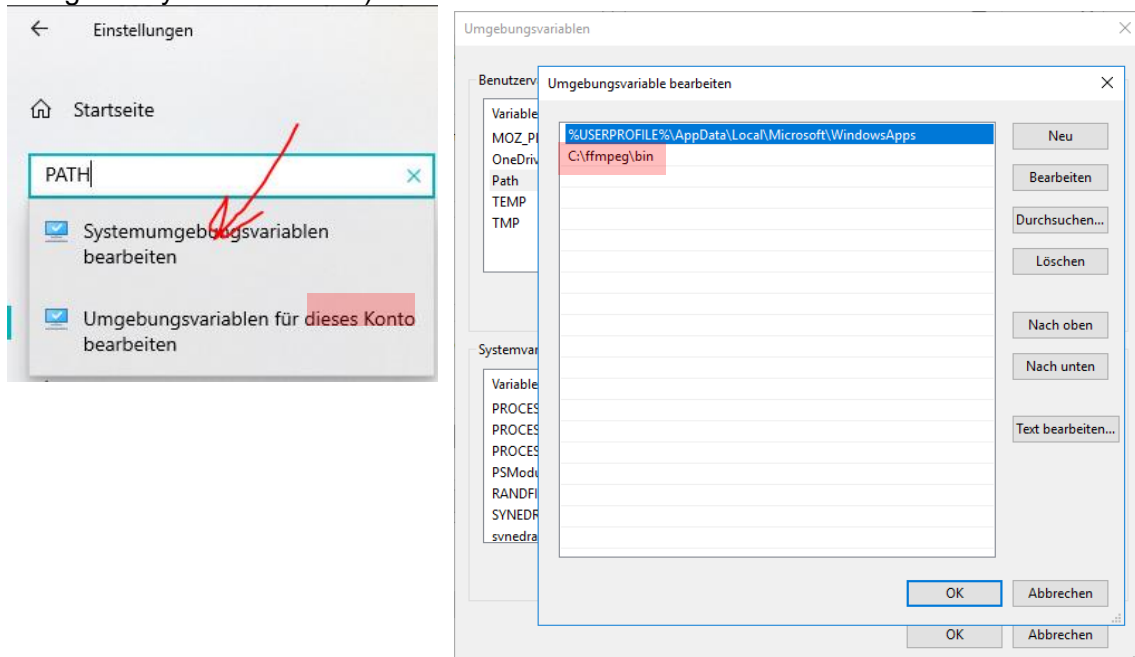 Einstellungen
Startseite
PATH
Systemumgebungsvariablen
bearbeiten
Umgebungsvariablen für dieses Konto
bearbeiten
Umgebungsvariablen
Benutzerv
Umgebungsvariable bearbeiten
Variable
MOZ_Pl
OneDriv
Path
TEMP
TMP
%USERPROFILE%\AppData\Local\Microsoft\WindowsApps
C:\ffmpeg\bin
Neu
Bearbeiten
Durchsuchen...
Löschen
Nach oben
Nach unten
Text bearbeiten...
Systemvar
Variable
PROCES
PROCES
PROCES
PSModu
RANDFI
SYNEDR
synedra
OK
Abbrechen
OK
Abbrechen